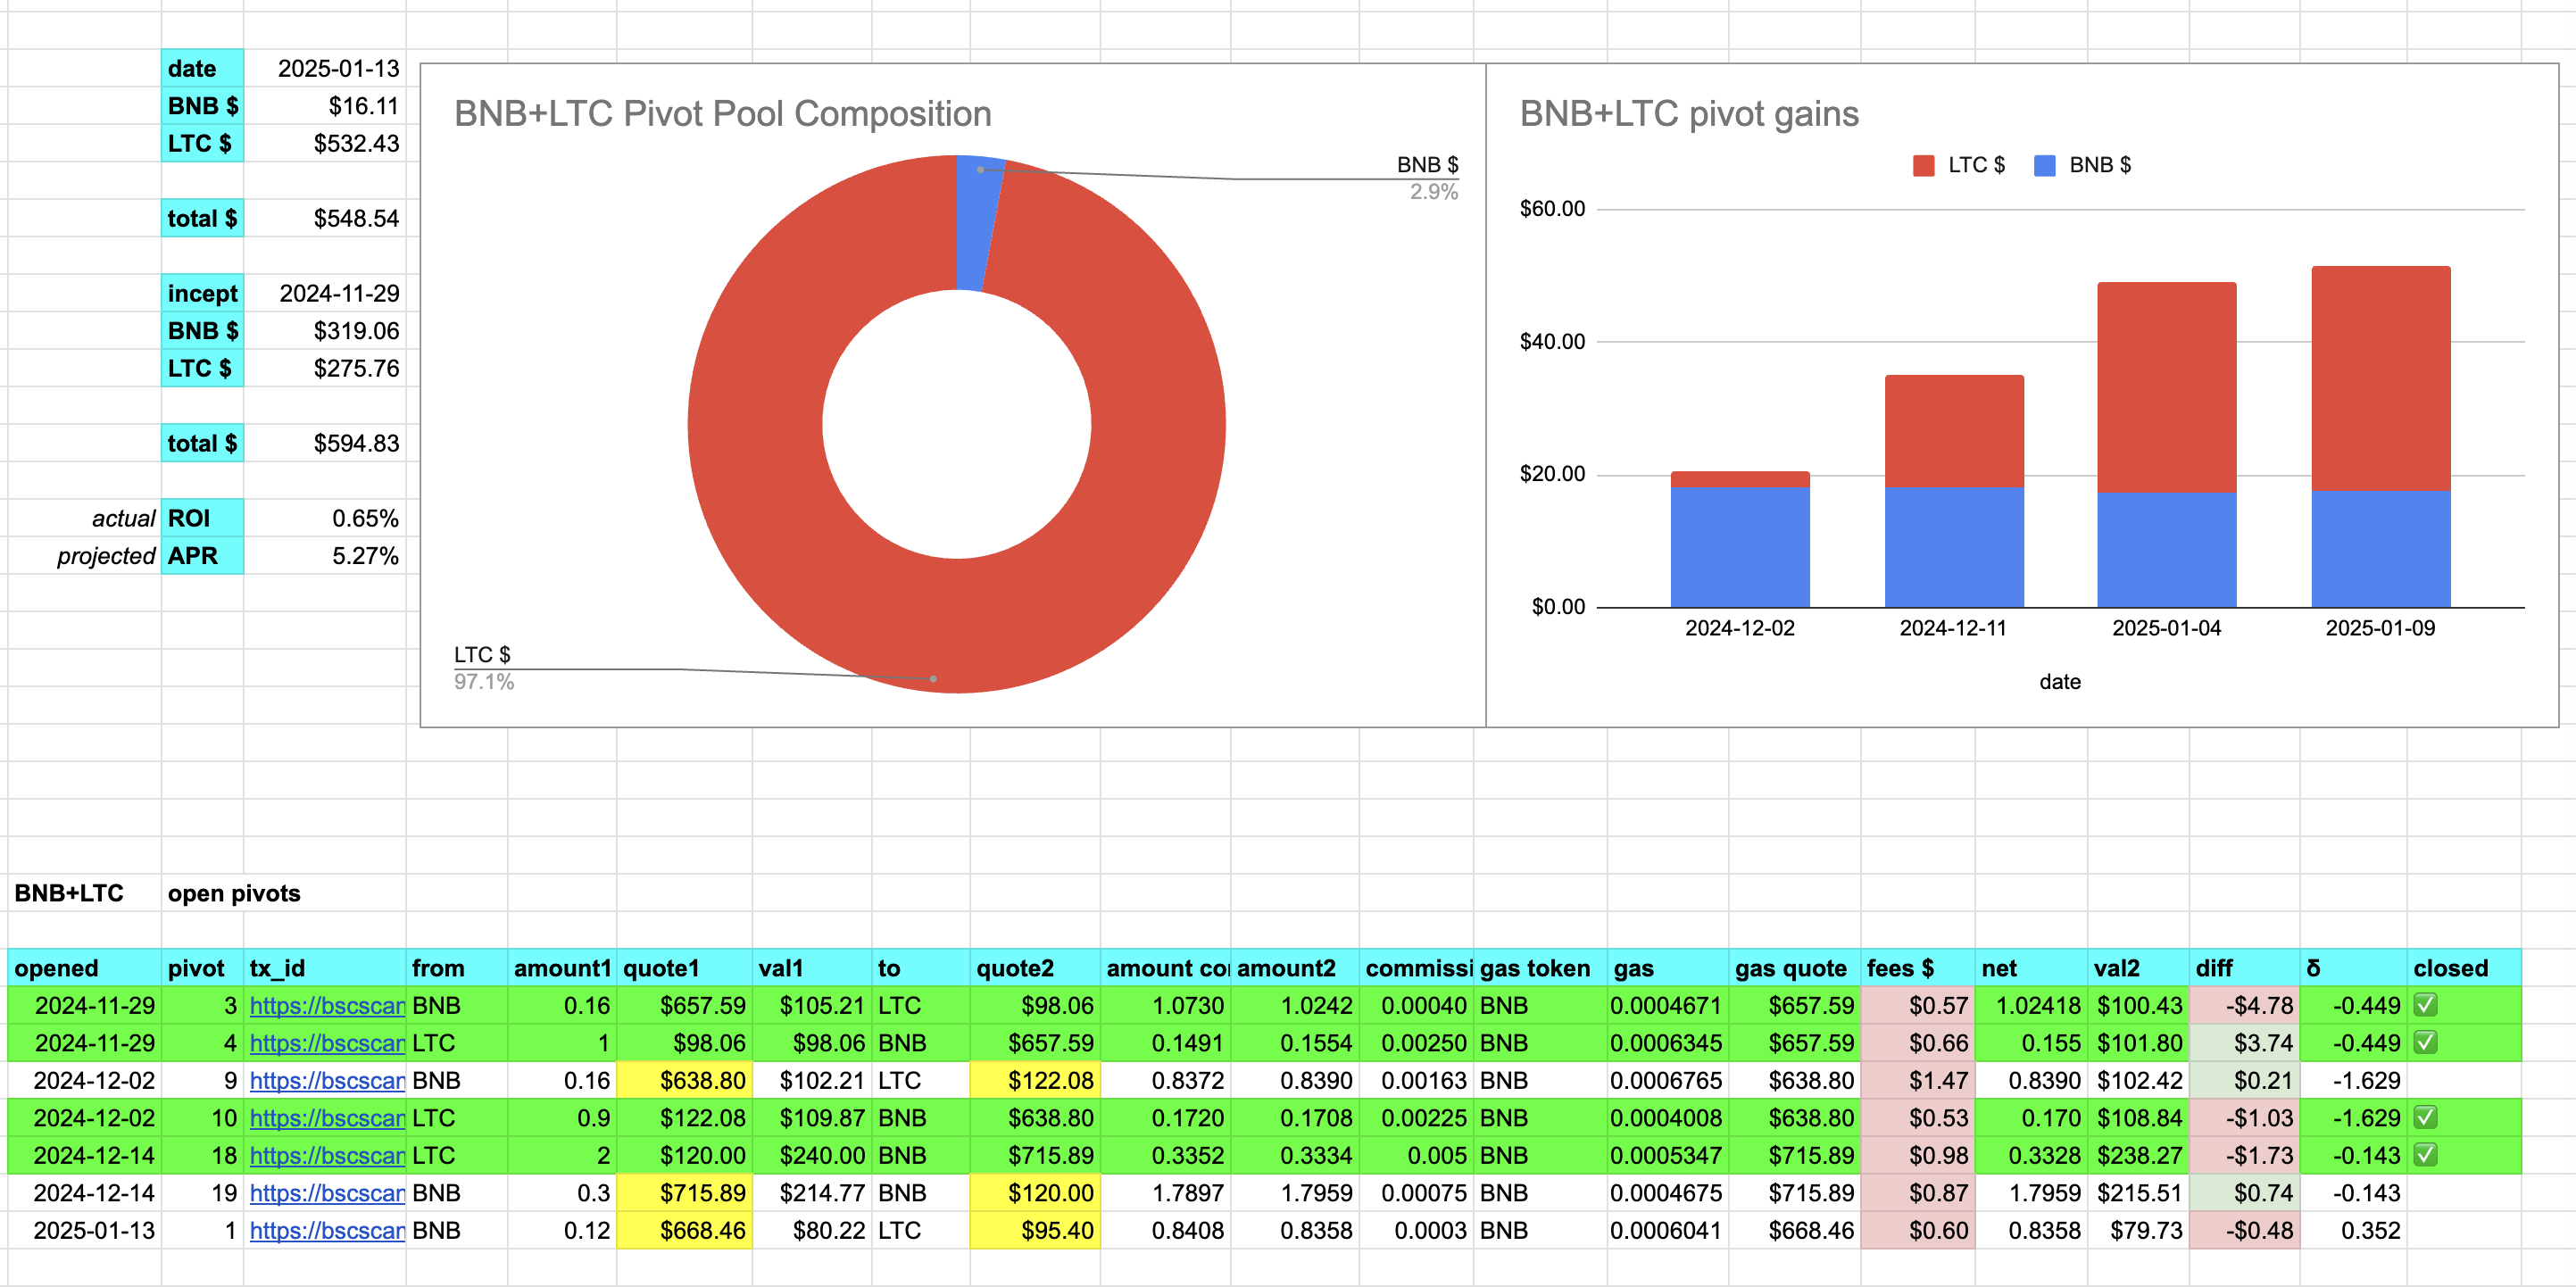 date 2025-01-13
BNB $ $16.11
LTC $ $532.43
total $ $548.54
incept 2024-11-29
BNB $ $319.06
LTC $ $275.76
total $ $594.83
actual ROI 0.65%
projected APR 5.27%
BNB+LTC Pivot Pool Composition
BNB $
2.9%
LTC $
97.1%
BNB+LTC pivot gains
LTC $ BNB $
$60.00
$40.00
$20.00
$0.00
2024-12-02 2024-12-11 2025-01-04 2025-01-09
date
BNB+LTC open pivots
opened pivot tx_id from amount1 quote1 val1 to quote2 amount co amount2 commissi gas token gas gas quote fees $ net val2 diff δ closed
2024-11-29 3 https://bscscan BNB 0.16 $657.59 $105.21 LTC $98.06 1.0730 1.0242 0.00040 BNB 0.0004671 $657.59 $0.57 1.02418 $100.43 -$4.78 -0.449 ✅
2024-11-29 4 https://bscscan LTC 1 $98.06 $98.06 BNB $657.59 0.1491 0.1554 0.00250 BNB 0.0006345 $657.59 $0.66 0.155 $101.80 $3.74 -0.449 ✅
2024-12-02 9 https://bscscan BNB 0.16 $638.80 $102.21 LTC $122.08 0.8372 0.8390 0.00163 BNB 0.0006765 $638.80 $1.47 0.8390 $102.42 $0.21 -1.629
2024-12-02 10 https://bscscan LTC 0.9 $122.08 $109.87 BNB $638.80 0.1720 0.1708 0.00225 BNB 0.0004008 $638.80 $0.53 0.170 $108.84 -$1.03 -1.629 ✅
2024-12-14 18 https://bscscan LTC 2 $120.00 $240.00 BNB $715.89 0.3352 0.3334 0.005 BNB 0.0005347 $715.89 $0.98 0.3328 $238.27 -$1.73 -0.143 ✅
2024-12-14 19 https://bscscan BNB 0.3 $715.89 $214.77 BNB $120.00 1.7897 1.7959 0.00075 BNB 0.0004675 $715.89 $0.87 1.7959 $215.51 $0.74 -0.143
2025-01-13 1 https://bscscan BNB 0.12 $668.46 $80.22 LTC $95.40 0.8408 0.8358 0.0003 BNB 0.0006041 $668.46 $0.60 0.8358 $79.73 -$0.48 0.352